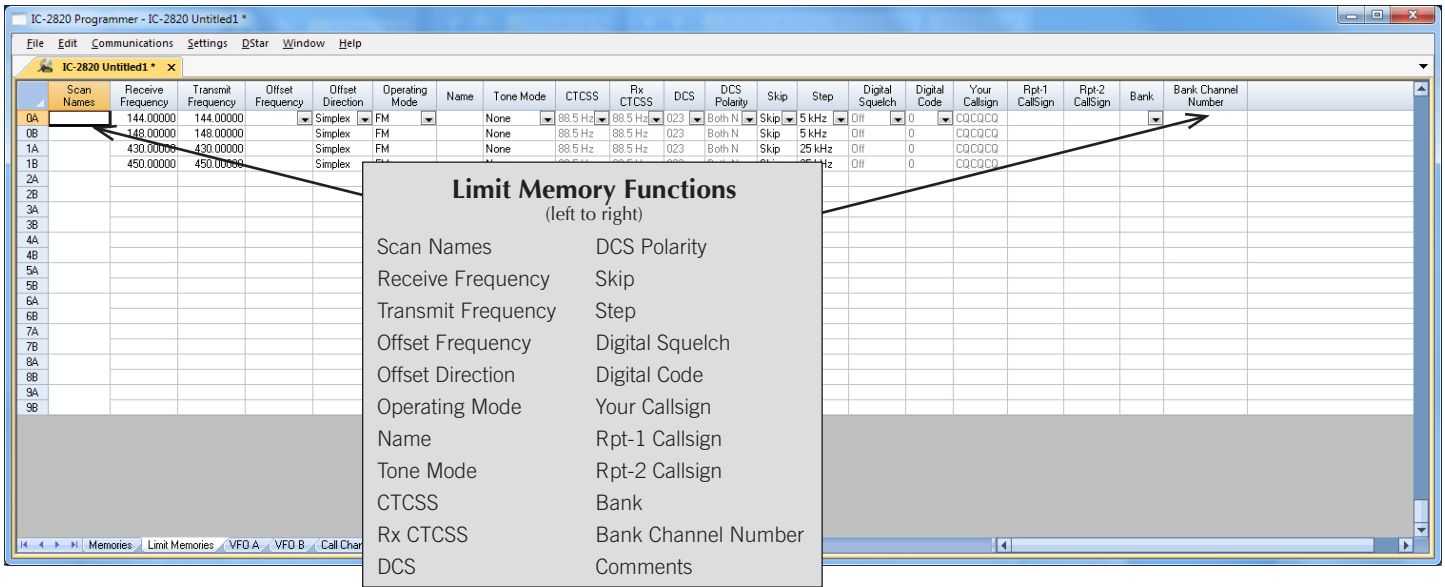 IC-2820 Programmer - IC-2820 Untitled1 *
File Edit Communications Settings DStar Window Help
IC-2820 Untitled1 * X
Scan Names Receive Frequency Transmit Frequency Offset Frequency Offset Direction Operating Mode Name Tone Mode CTCSS Rx CTCSS DCS DCS Polarity Skip Step Digital Squelch Digital Code Your Callsign Rpt-1 CallSign Rpt-2 CallSign Bank Bank Channel Number
0A 144.00000 144.00000 Simplex FM None 88.5 Hz 88.5 Hz 023 Both N Skip 5 kHz Off 0 CQCQCQ
0B 148.00000 148.00000 Simplex FM None 88.5 Hz 88.5 Hz 023 Both N Skip 5 kHz Off 0 CQCQCQ
1A 430.00000 430.00000 Simplex FM None 88.5 Hz 88.5 Hz 023 Both N Skip 25 kHz Off 0 CQCQCQ
1B 450.00000 450.00000 Simplex Off 0 CQCQCQ
2A
2B
3A
3B
4A
4B
5A
5B
6A
6B
7A
7B
8A
8B
9A
9B
Limit Memory Functions
(left to right)
Scan Names DCS Polarity
Receive Frequency Skip
Transmit Frequency Step
Offset Frequency Digital Squelch
Offset Direction Digital Code
Operating Mode Your Callsign
Name Rpt-1 Callsign
Tone Mode Rpt-2 Callsign
CTCSS Bank
Rx CTCSS Bank Channel Number
DCS Comments
Memories Limit Memories VFO A VFO B Call Char